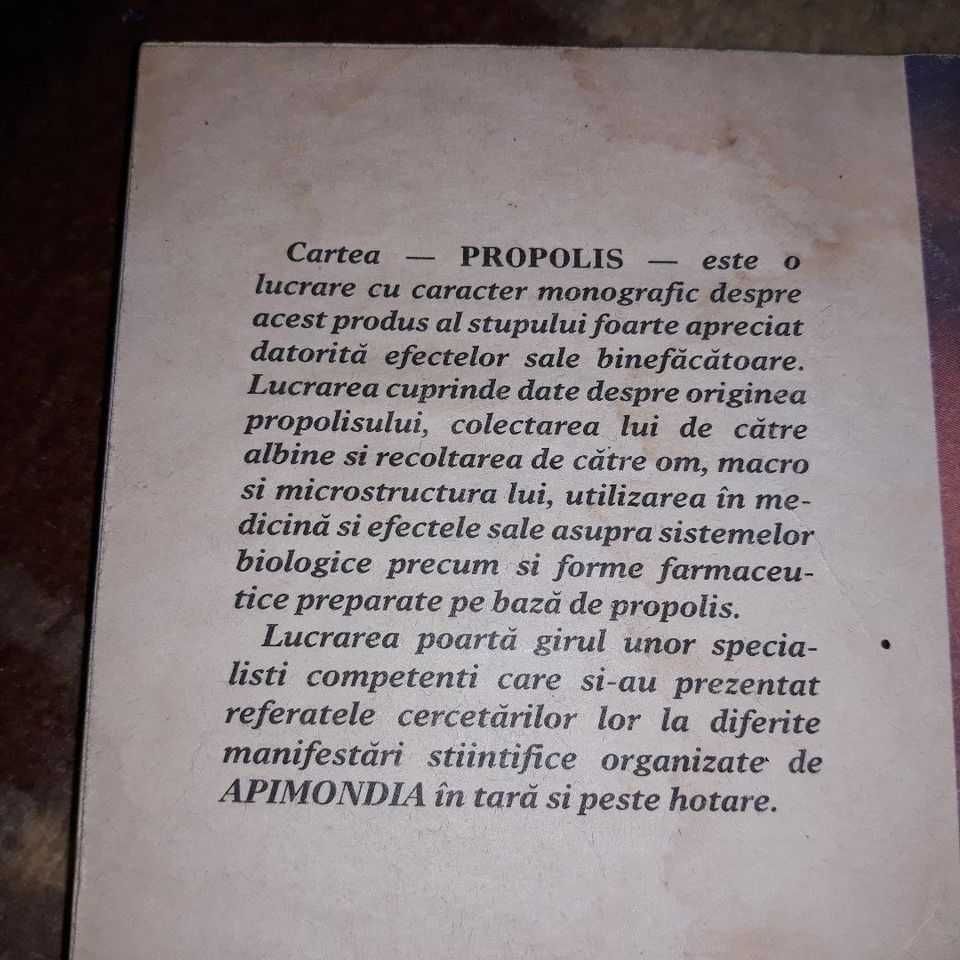 Cartea — PROPOLIS — este o
lucrare cu caracter monografic despre
acest produs al stupului foarte apreciat
datorită efectelor sale binefăcătoare.
Lucrarea cuprinde date despre originea
propolisului, colectarea lui de către
albine si recoltarea de către om, macro
si microstructura lui, utilizarea în me-
dicină si efectele sale asupra sistemelor
biologice precum si forme farmaceu-
tice preparate pe bază de propolis.
Lucrarea poartă girul unor specia-
listi competenti care si-au prezentat
referatele cercetărilor lor la diferite
manifestări stiintifice organizate de
APIMONDIA în tară si peste hotare.